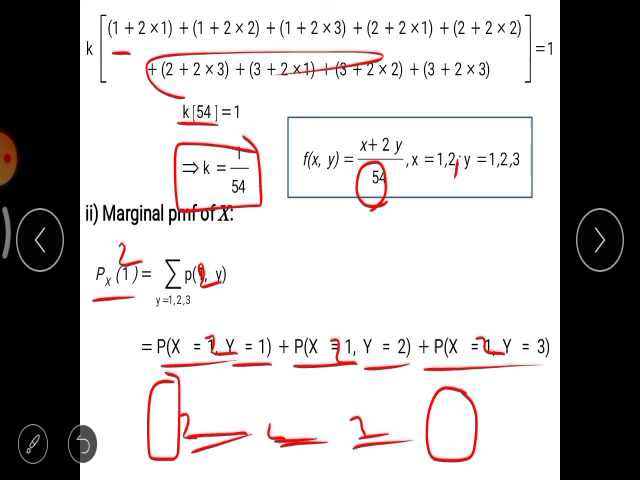 k [ (1 + 2 × 1) + (1 + 2 × 2) + (1 + 2 × 3) + (2 + 2 × 1) + (2 + 2 × 2)
+ (2 + 2 × 3) + (3 + 2 × 1) + (3 + 2 × 2) + (3 + 2 × 3) ] = 1
k [54] = 1
⇒ k = 1/54
f(x, y) = (x + 2y)/54, x = 1,2; y = 1,2,3
ii) Marginal pmf of X:
2
P_X (1) = ∑ p(1, y)
y=1,2,3
= P(X = 1, Y = 1) + P(X = 1, Y = 2) + P(X = 1, Y = 3)